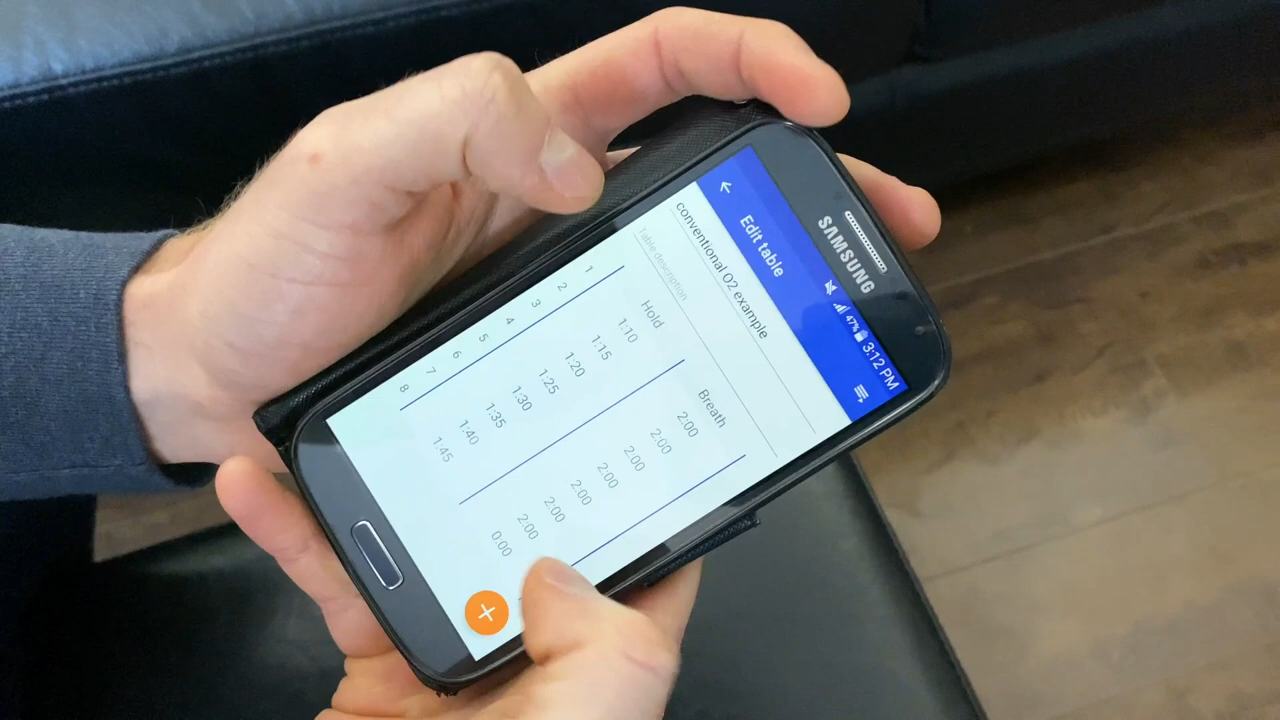 SAMSUNG
47% 3:12 PM
Edit table
conventional O2 example
Table description
Hold Breath
1 1:10 2:00
2 1:15 2:00
3 1:20 2:00
4 1:25 2:00
5 1:30 2:00
6 1:35 2:00
7 1:40 2:00
8 1:45 0:00